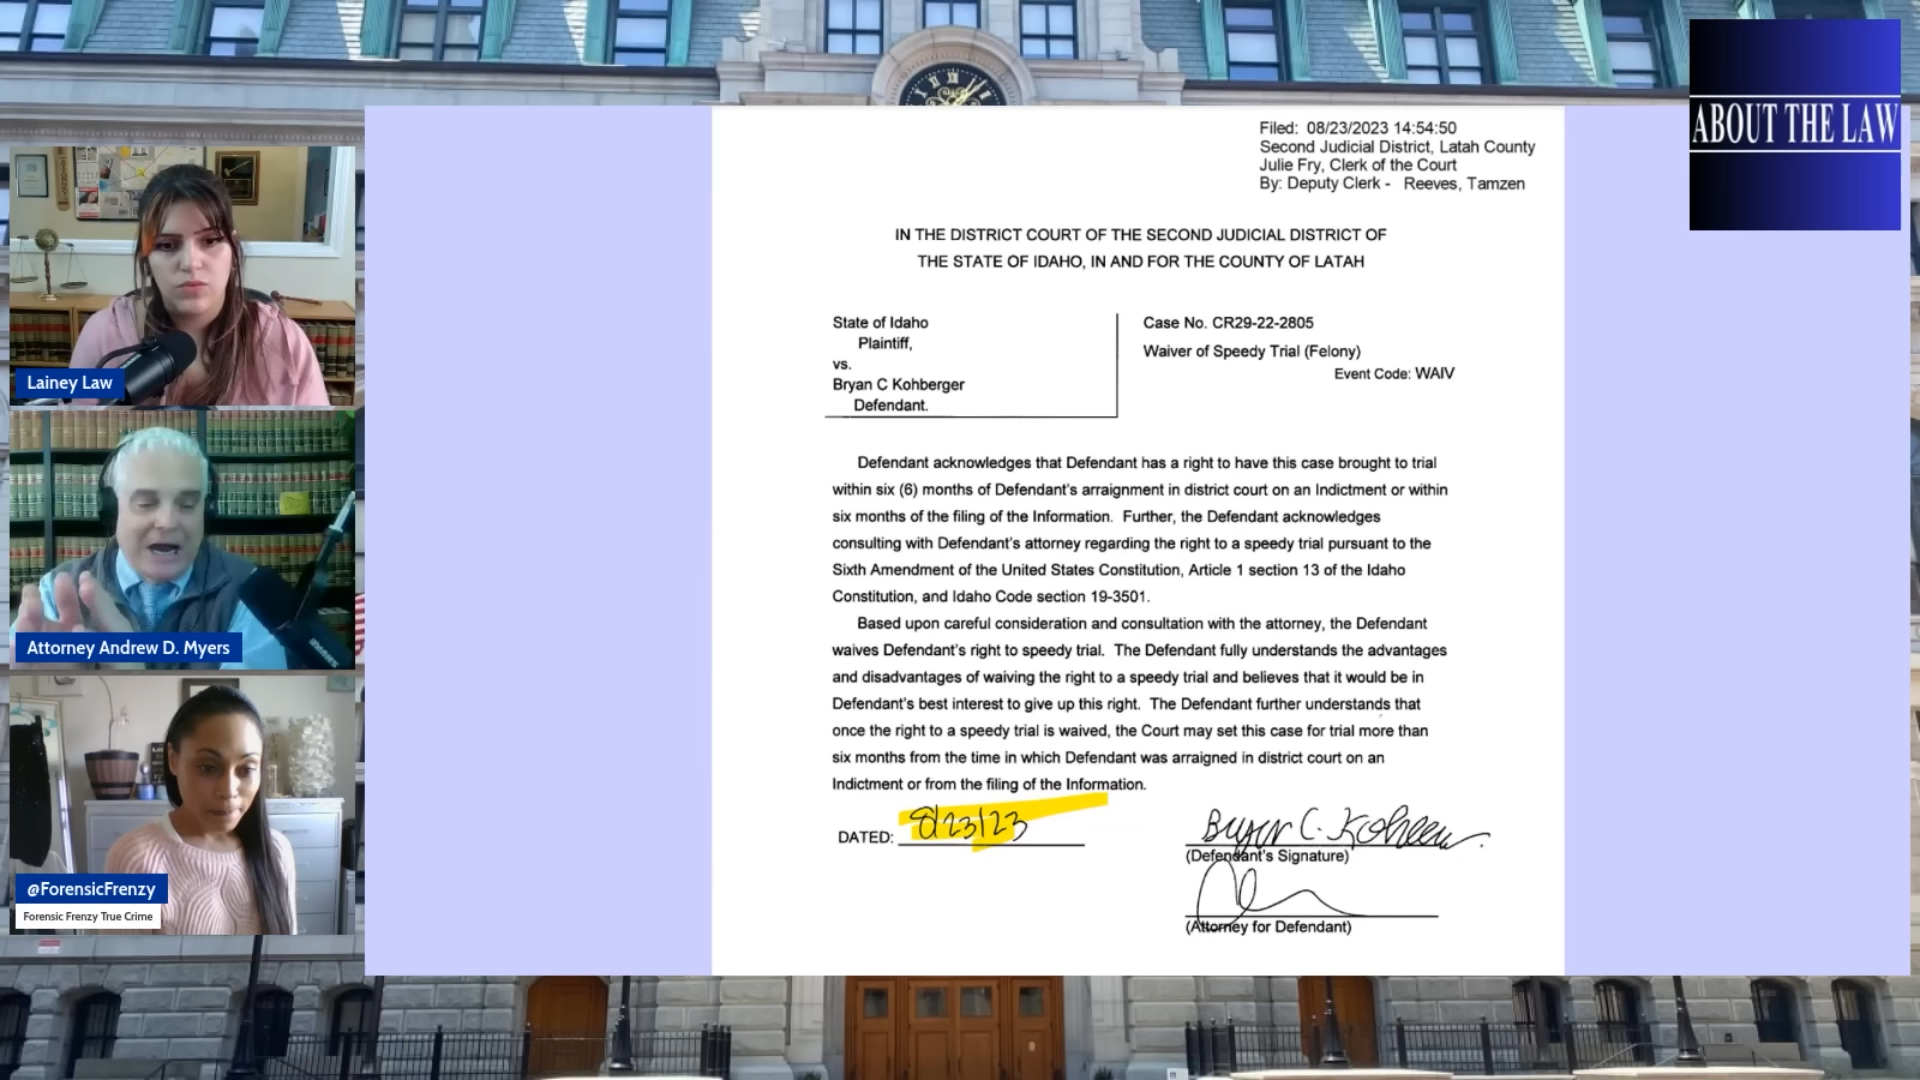 ABOUT THE LAW
Filed: 08/23/2023 14:54:50
Second Judicial District, Latah County
Julie Fry, Clerk of the Court
By: Deputy Clerk - Reeves, Tamzen
IN THE DISTRICT COURT OF THE SECOND JUDICIAL DISTRICT OF
THE STATE OF IDAHO, IN AND FOR THE COUNTY OF LATAH
State of Idaho
Plaintiff,
vs.
Bryan C Kohberger
Defendant.
Case No. CR29-22-2805
Waiver of Speedy Trial (Felony)
Event Code: WAIV
Defendant acknowledges that Defendant has a right to have this case brought to trial
within six (6) months of Defendant's arraignment in district court on an Indictment or within
six months of the filing of the Information. Further, the Defendant acknowledges
consulting with Defendant's attorney regarding the right to a speedy trial pursuant to the
Sixth Amendment of the United States Constitution, Article 1 section 13 of the Idaho
Constitution, and Idaho Code section 19-3501.
Based upon careful consideration and consultation with the attorney, the Defendant
waives Defendant's right to speedy trial. The Defendant fully understands the advantages
and disadvantages of waiving the right to a speedy trial and believes that it would be in
Defendant's best interest to give up this right. The Defendant further understands that
once the right to a speedy trial is waived, the Court may set this case for trial more than
six months from the time in which Defendant was arraigned in district court on an
Indictment or from the filing of the Information.
DATED: 8/23/23
Bryan C.
(Defendant's Signature)
(Attorney for Defendant)
Lainey Law
Attorney Andrew D. Myers
@ForensicFrenzy
Forensic Frenzy True Crime